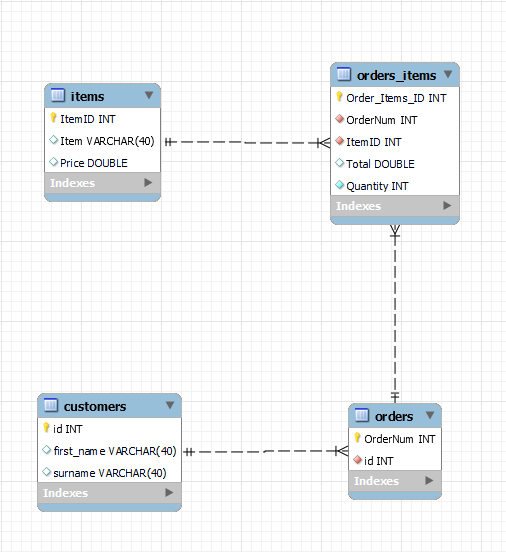 items
ItemID INT
Item VARCHAR(40)
Price DOUBLE
Indexes
orders_items
Order_Items_ID INT
OrderNum INT
ItemID INT
Total DOUBLE
Quantity INT
Indexes
customers
id INT
first_name VARCHAR(40)
surname VARCHAR(40)
Indexes
orders
OrderNum INT
id INT
Indexes